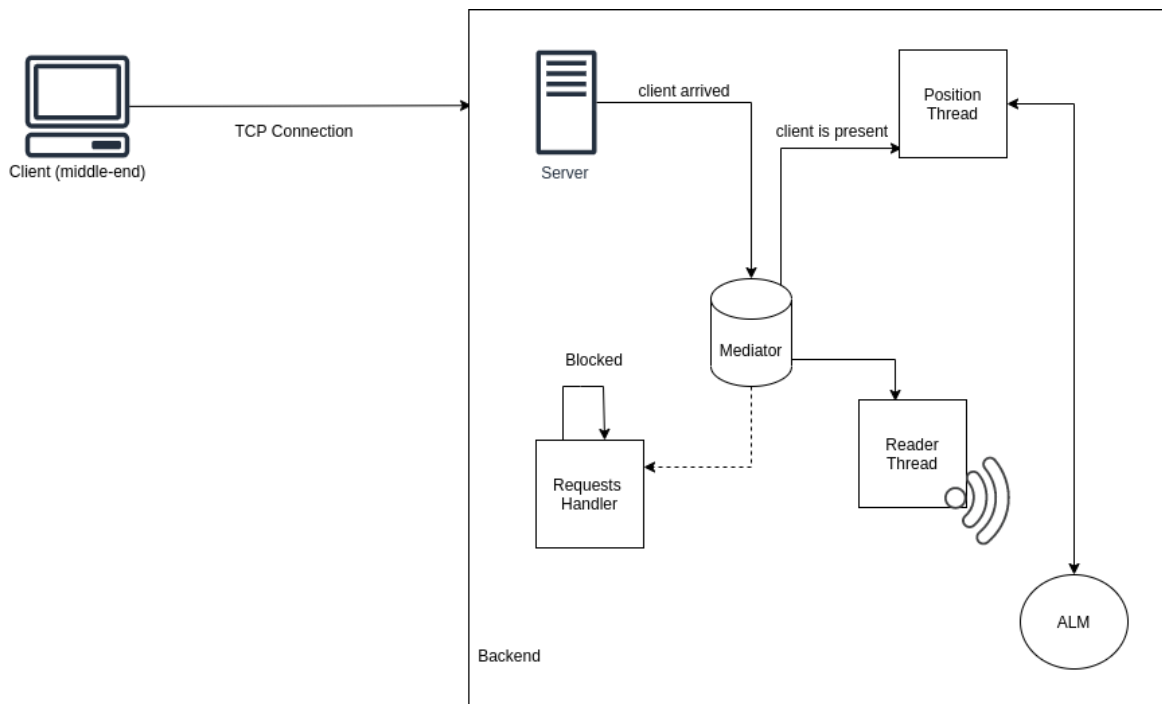 client arrived
Position
Thread
TCP Connection
client is present
Client (middle-end)
Server
Mediator
Blocked
Reader
Thread
Requests
Handler
ALM
Backend